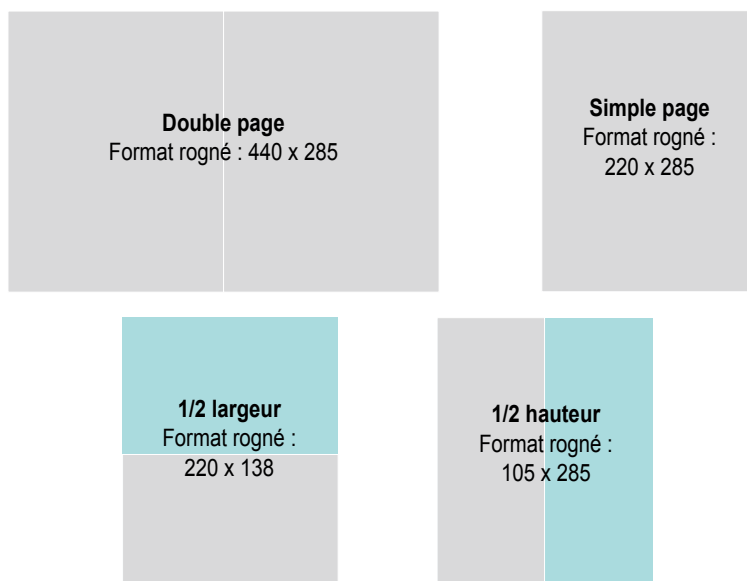 Double page
Format rogné : 440 x 285
Simple page
Format rogné :
220 x 285
1/2 largeur
Format rogné :
220 x 138
1/2 hauteur
Format rogné :
105 x 285